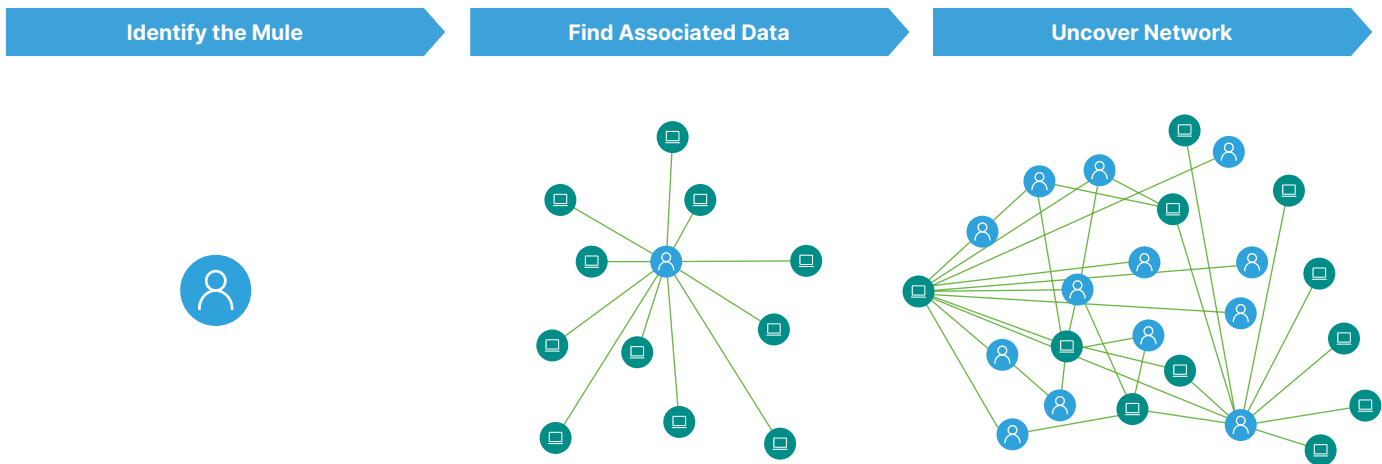 Identify the Mule
Find Associated Data
Uncover Network